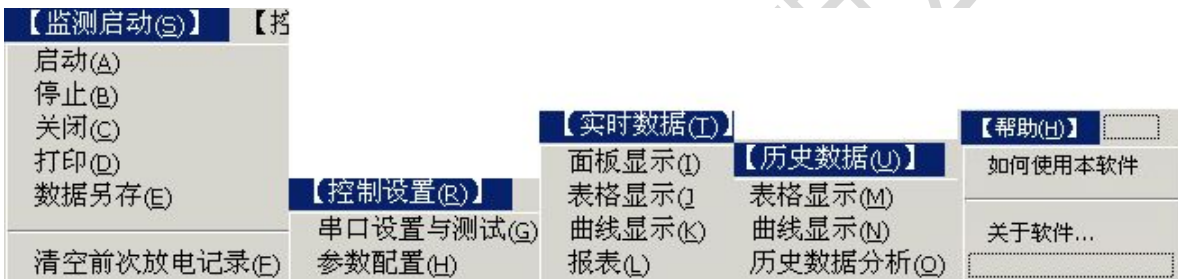 【监测启动(S)】 【控
启动(A)
停止(B)
关闭(C)
打印(D)
数据另存(E)
清空前次放电记录(F)
【控制设置(R)】
串口设置与测试(G)
参数配置(H)
【实时数据(T)】
面板显示(I)
表格显示(J
曲线显示(K)
报表(L)
【历史数据(U)】
表格显示(M)
曲线显示(N)
历史数据分析(O)
【帮助(H)】
如何使用本软件
关于软件...